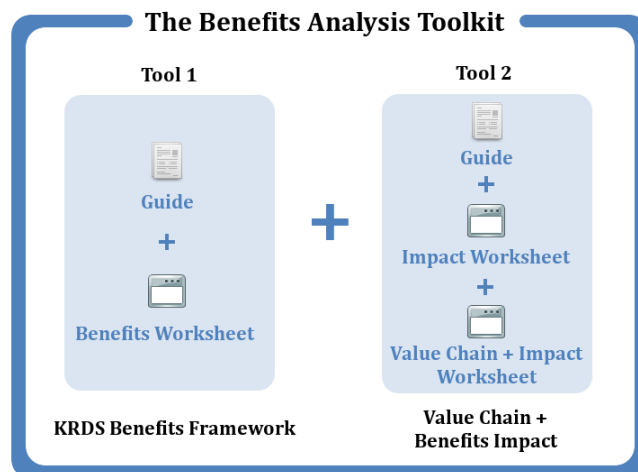 The Benefits Analysis Toolkit
Tool 1
Guide
+
Benefits Worksheet
KRDS Benefits Framework
+
Tool 2
Guide
+
Impact Worksheet
+
Value Chain + Impact
Worksheet
Value Chain +
Benefits Impact